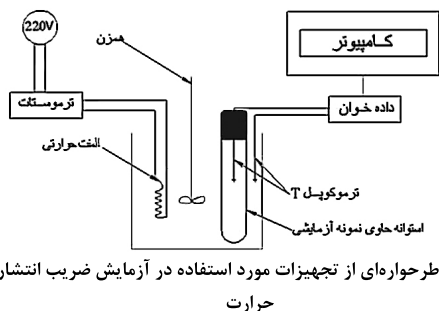 220V
کامپیوتر
همزن
ترموستات
داده خوان
المنت حرارتی
ترموکوپل T
استوانه حاوی نمونه آزمایشی
طرحواره‌ای از تجهیزات مورد استفاده در آزمایش ضریب انتشار
حرارت